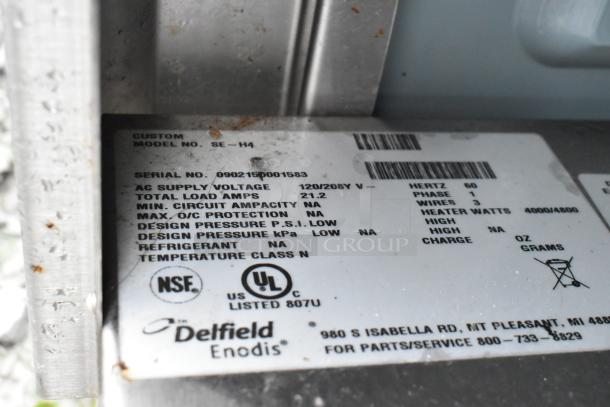 CUSTOM
MODEL NO. SE-H4
SERIAL NO. 0902150001583
AC SUPPLY VOLTAGE 120/208Y V~ HERTZ 60
TOTAL LOAD AMPS 21.2 PHASE 1
MIN. CIRCUIT AMPACITY NA WIRES 3
MAX. O/C PROTECTION NA HEATER WATTS 4000/4800
DESIGN PRESSURE P.S.I. LOW HIGH
DESIGN PRESSURE kPa LOW NA HIGH NA
REFRIGERANT NA CHARGE OZ
TEMPERATURE CLASS N GRAMS
CTION GROUP
NSF.
UL
US C
LISTED 807U
Delfield
Enodis®
980 S ISABELLA RD, MT PLEASANT, MI
FOR PARTS/SERVICE 800-733-8829